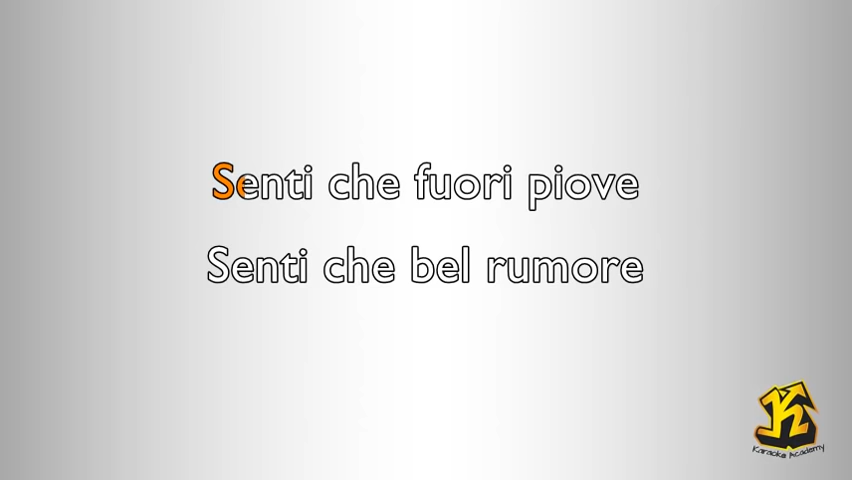 Senti che fuori piove
Senti che bel rumore
K
Karaoke Academy